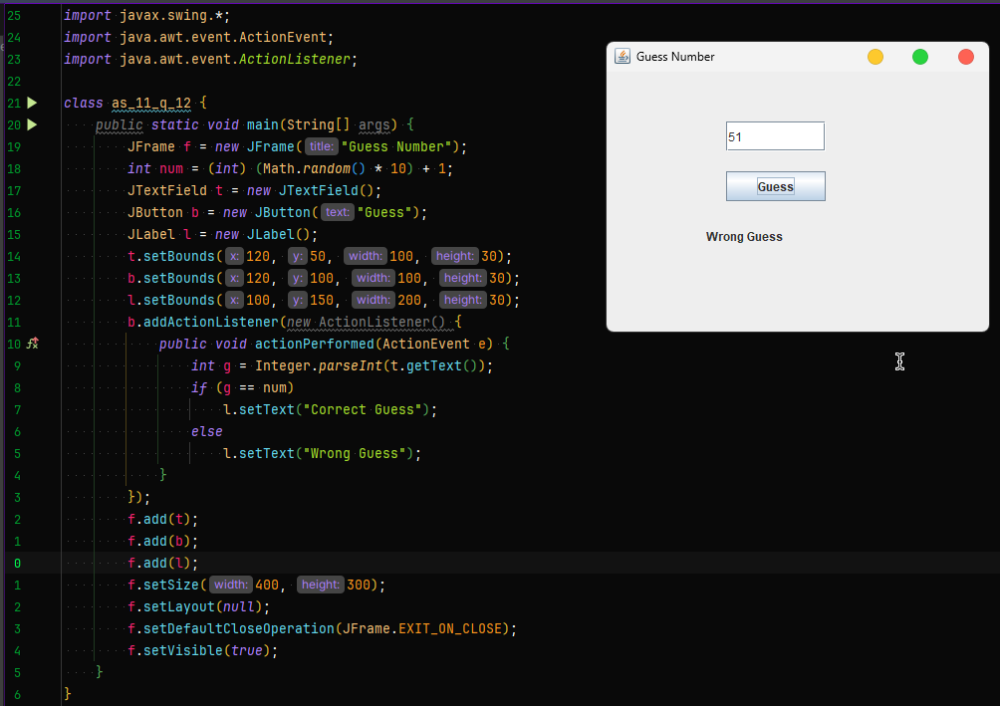 25 import javax.swing.*;
24 import java.awt.event.ActionEvent;
23 import java.awt.event.ActionListener;
22
21 class as_11_q_12 {
20 public static void main(String[] args) {
19 JFrame f = new JFrame( title: "Guess Number");
18 int num = (int) (Math.random() * 10) + 1;
17 JTextField t = new JTextField();
16 JButton b = new JButton( text: "Guess");
15 JLabel l = new JLabel();
14 t.setBounds( x: 120, y: 50, width: 100, height: 30);
13 b.setBounds( x: 120, y: 100, width: 100, height: 30);
12 l.setBounds( x: 100, y: 150, width: 200, height: 30);
11 b.addActionListener(new ActionListener() {
10 public void actionPerformed(ActionEvent e) {
9 int g = Integer.parseInt(t.getText());
8 if (g == num)
7 l.setText("Correct Guess");
6 else
5 l.setText("Wrong Guess");
4 }
3 });
2 f.add(t);
1 f.add(b);
0 f.add(l);
1 f.setSize( width: 400, height: 300);
2 f.setLayout(null);
3 f.setDefaultCloseOperation(JFrame.EXIT_ON_CLOSE);
4 f.setVisible(true);
5 }
6 }
Guess Number
51
Guess
Wrong Guess